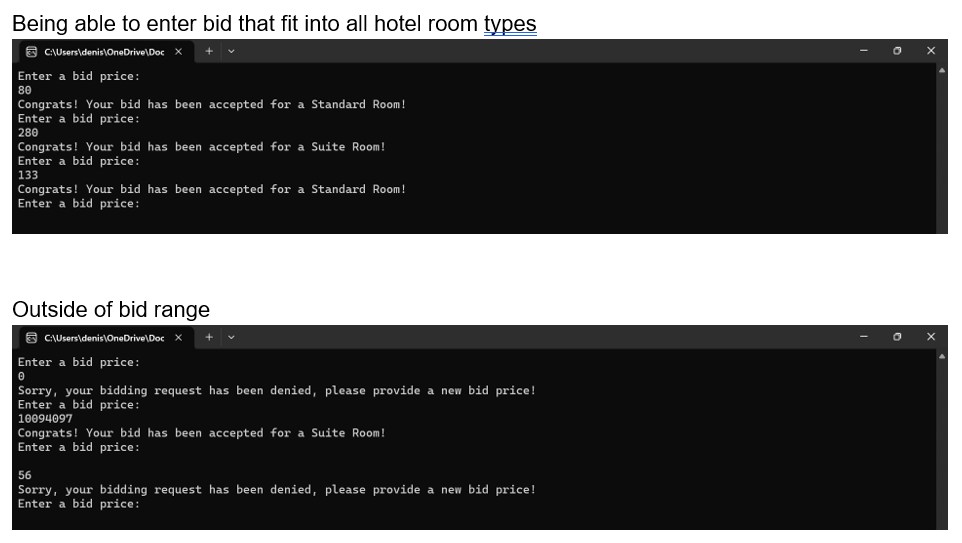 Being able to enter bid that fit into all hotel room types
C:\Users\denis\OneDrive\Doc
Enter a bid price:
80
Congrats! Your bid has been accepted for a Standard Room!
Enter a bid price:
280
Congrats! Your bid has been accepted for a Suite Room!
Enter a bid price:
133
Congrats! Your bid has been accepted for a Standard Room!
Enter a bid price:
Outside of bid range
C:\Users\denis\OneDrive\Doc
Enter a bid price:
0
Sorry, your bidding request has been denied, please provide a new bid price!
Enter a bid price:
10094097
Congrats! Your bid has been accepted for a Suite Room!
Enter a bid price:
56
Sorry, your bidding request has been denied, please provide a new bid price!
Enter a bid price: